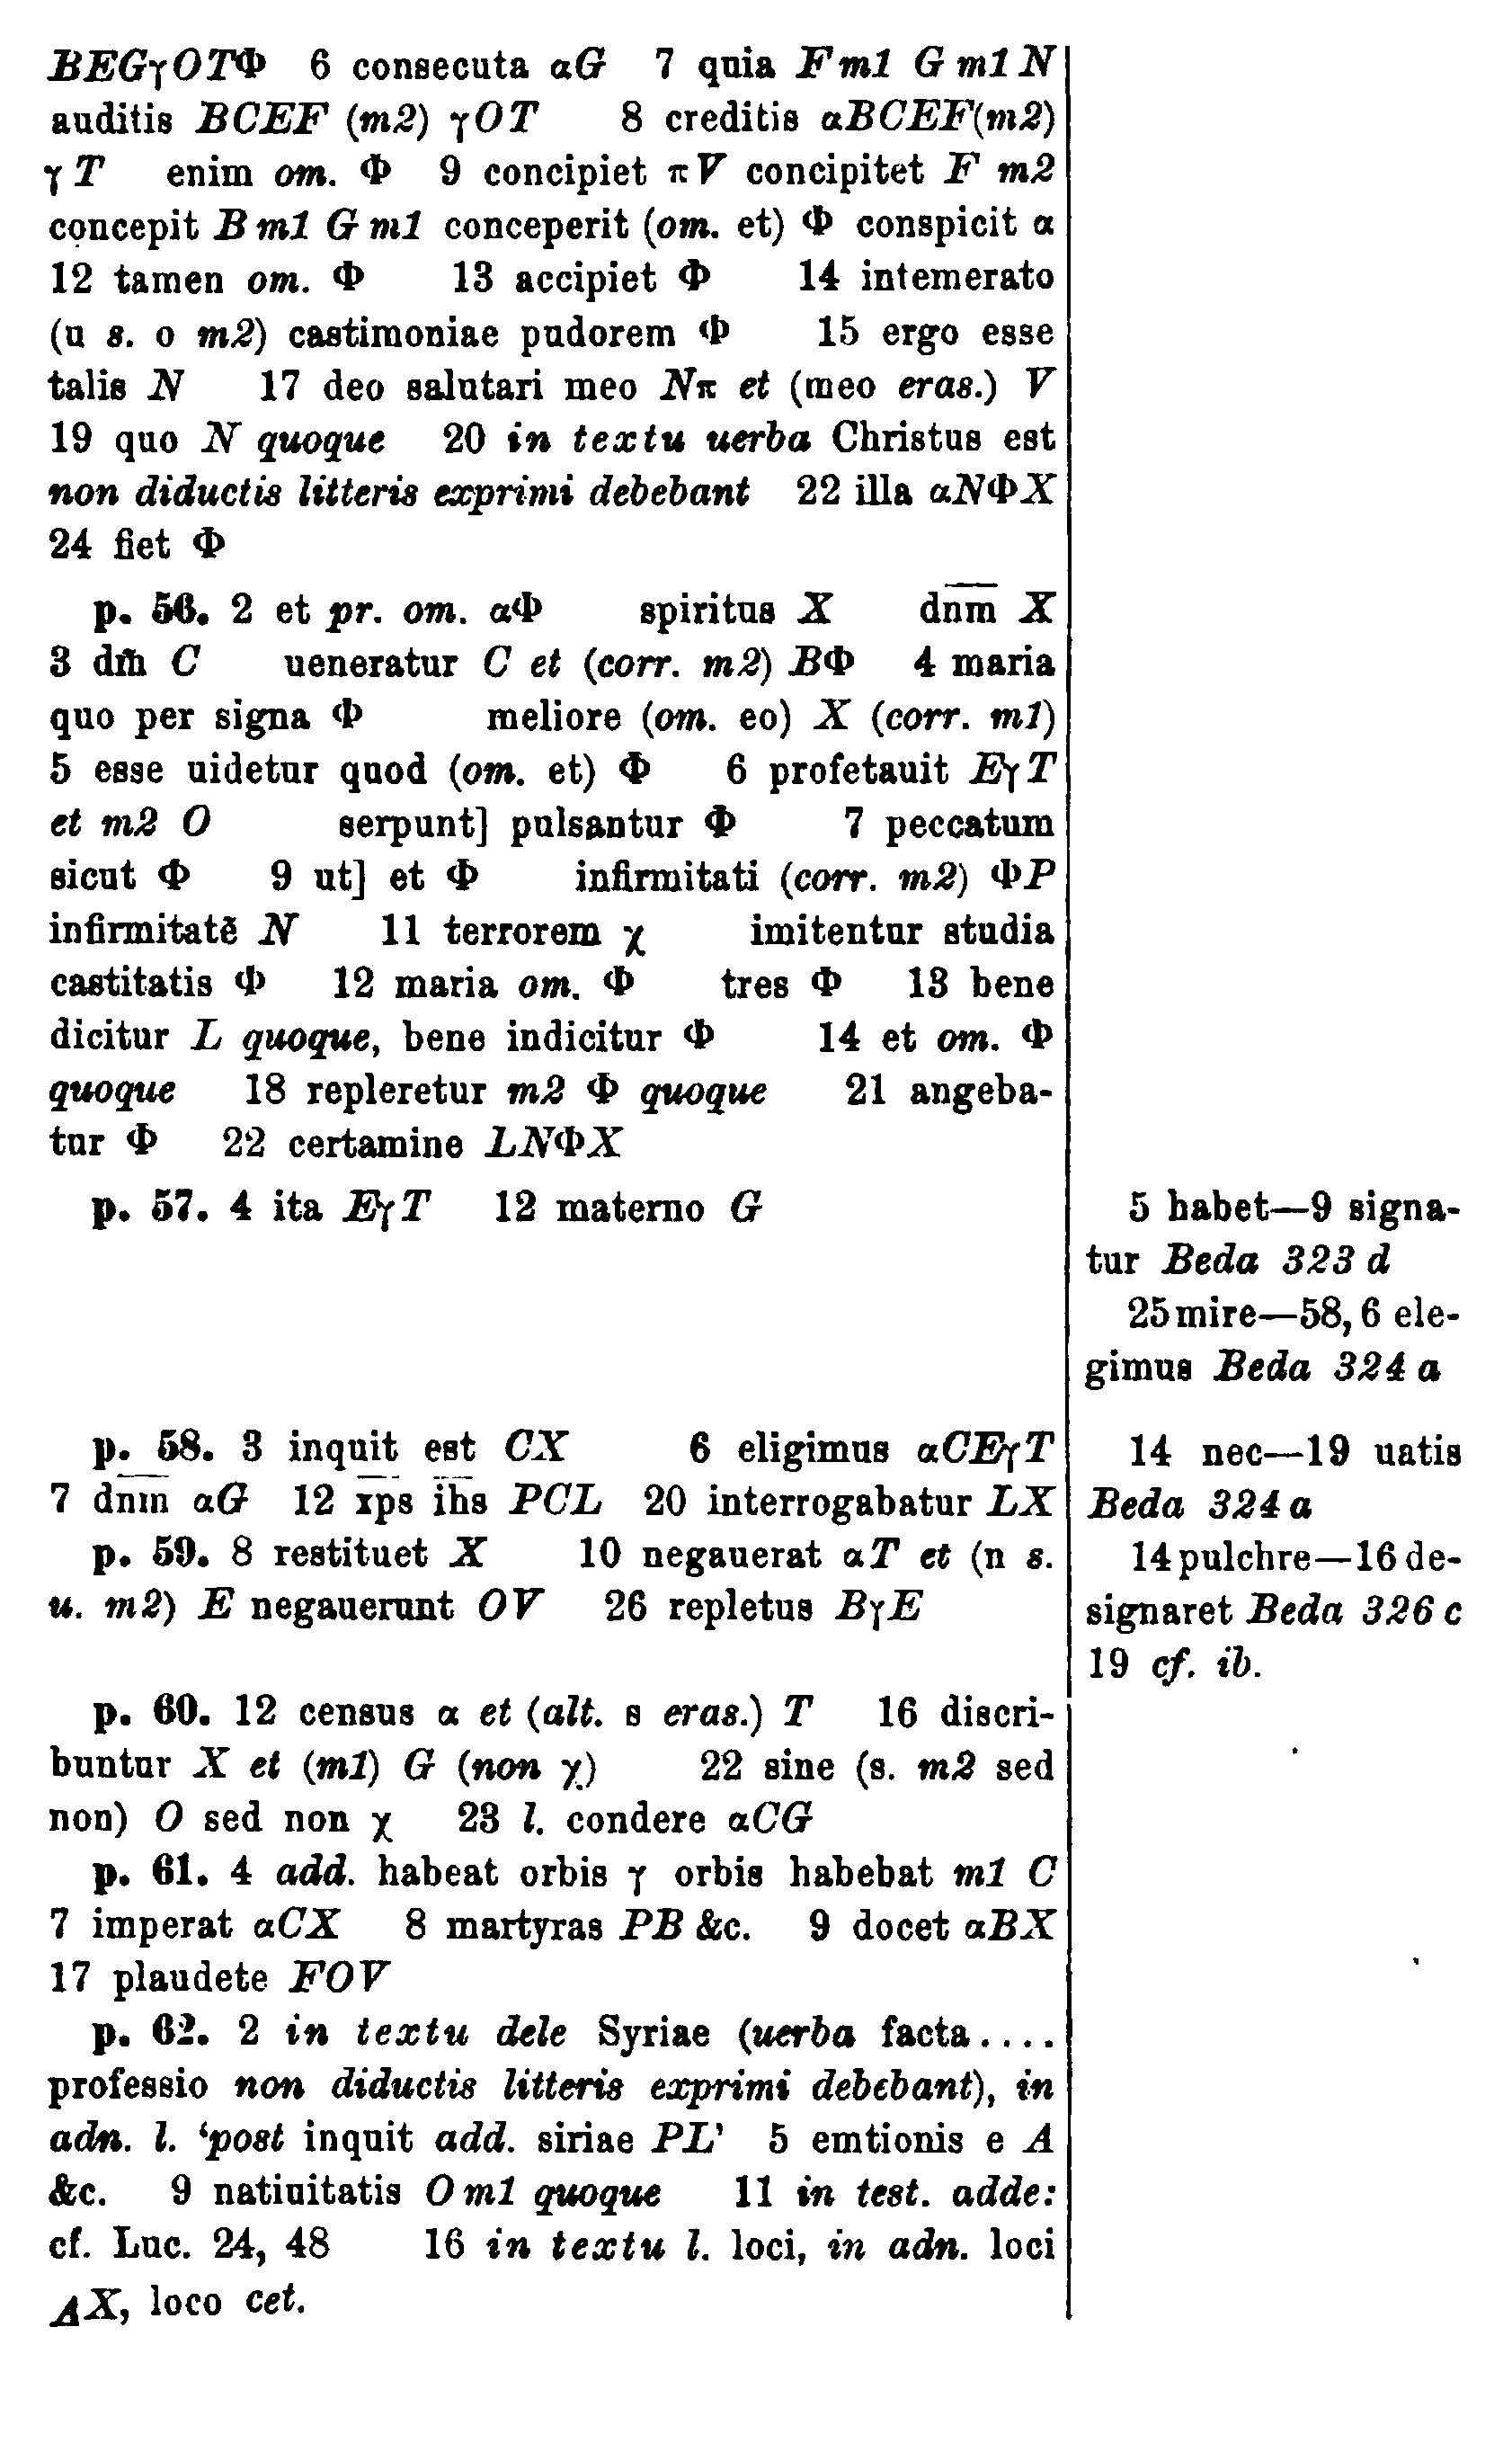 BEGγOTΦ 6 consecuta αG 7 quia F m1 G m1 N
auditis BCEF (m2) γOT 8 creditis αBCEF(m2)
γ T enim om. Φ 9 concipiet πV concipitet F m2
concepit B m1 G m1 conceperit (om. et) Φ conspicit α
12 tamen om. Φ 13 accipiet Φ 14 intemerato
(u s. o m2) castimoniae pudorem Φ 15 ergo esse
talis N 17 deo salutari meo Nπ et (meo eras.) V
19 quo N quoque 20 in textu uerba Christus est
non diductis litteris exprimi debebant 22 illa αNΦX
24 fiet Φ
p. 56. 2 et pr. om. αΦ spiritus X dn̅m̅ X
3 dm̅ C ueneratur C et (corr. m2) BΦ 4 maria
quo per signa Φ meliore (om. eo) X (corr. m1)
5 esse uidetur quod (om. et) Φ 6 profetauit EγT
et m2 O serpunt] pulsantur Φ 7 peccatum
sicut Φ 9 ut] et Φ infirmitati (corr. m2) ΦP
infirmitatē N 11 terrorem χ imitentur studia
castitatis Φ 12 maria om. Φ tres Φ 13 bene
dicitur L quoque, bene indicitur Φ 14 et om. Φ
quoque 18 repleretur m2 Φ quoque 21 angeba-
tur Φ 22 certamine LNΦX
p. 57. 4 ita EγT 12 materno G
5 habet—9 signa-
tur Beda 323 d
25 mire—58, 6 ele-
gimus Beda 324 a
p. 58. 3 inquit est CX 6 eligimus αCEγT
7 dn̅m̅ αG 12 xp̅s ih̅s PCL 20 interrogabatur LX
p. 59. 8 restituet X 10 negauerat αT et (n s.
u. m2) E negauerunt OV 26 repletus BγE
14 nec—19 uatis
Beda 324 a
14 pulchre—16 de-
signaret Beda 326 c
19 cf. ib.
p. 60. 12 census α et (alt. s eras.) T 16 discri-
buntur X et (m1) G (non χ) 22 sine (s. m2 sed
non) O sed non χ 23 l. condere αCG
p. 61. 4 add. habeat orbis γ orbis habebat m1 C
7 imperat αCX 8 martyras PB &c. 9 docet αBX
17 plaudete FOV
p. 62. 2 in textu dele Syriae (uerba facta....
professio non diductis litteris exprimi debebant), in
adn. l. ‘post inquit add. siriae PL’ 5 emtionis e A
&c. 9 natiuitatis O m1 quoque 11 in test. adde:
cf. Luc. 24, 48 16 in textu l. loci, in adn. loci
AX, loco cet.